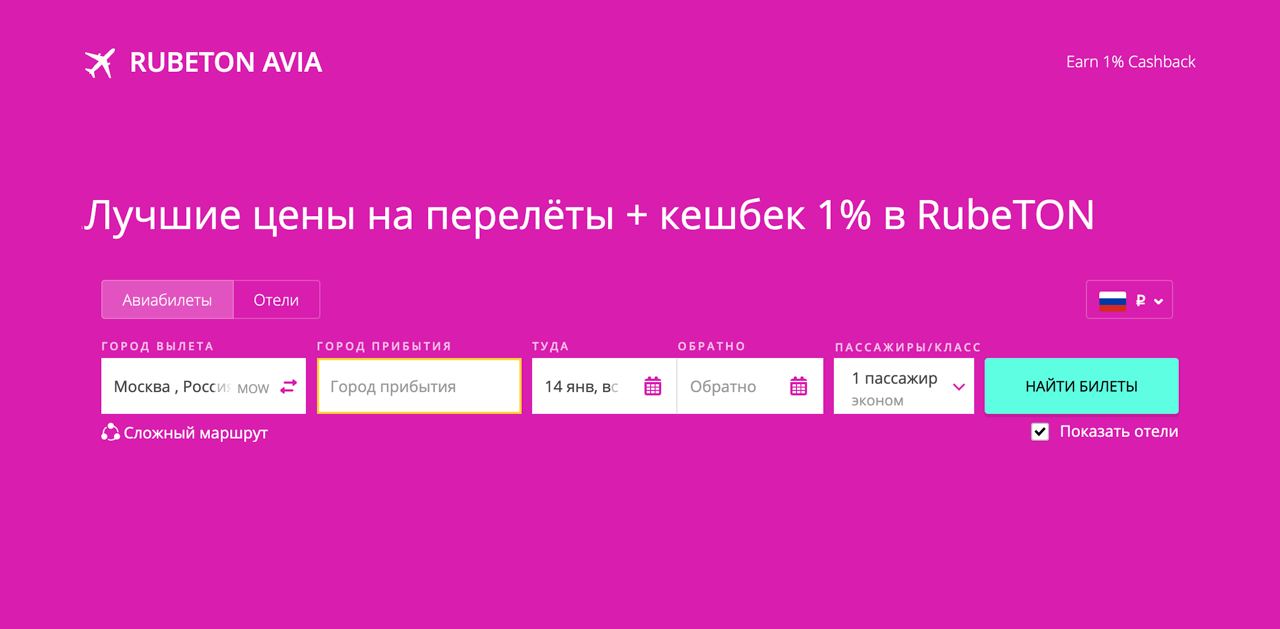 RUBETON AVIA
Earn 1% Cashback
Лучшие цены на перелёты + кешбек 1% в RubeTON
Авиабилеты Отели
₽
ГОРОД ВЫЛЕТА ГОРОД ПРИБЫТИЯ ТУДА ОБРАТНО ПАССАЖИРЫ/КЛАСС
Москва , Россия MOW Город прибытия 14 янв, вс Обратно 1 пассажир эконом НАЙТИ БИЛЕТЫ
Сложный маршрут Показать отели